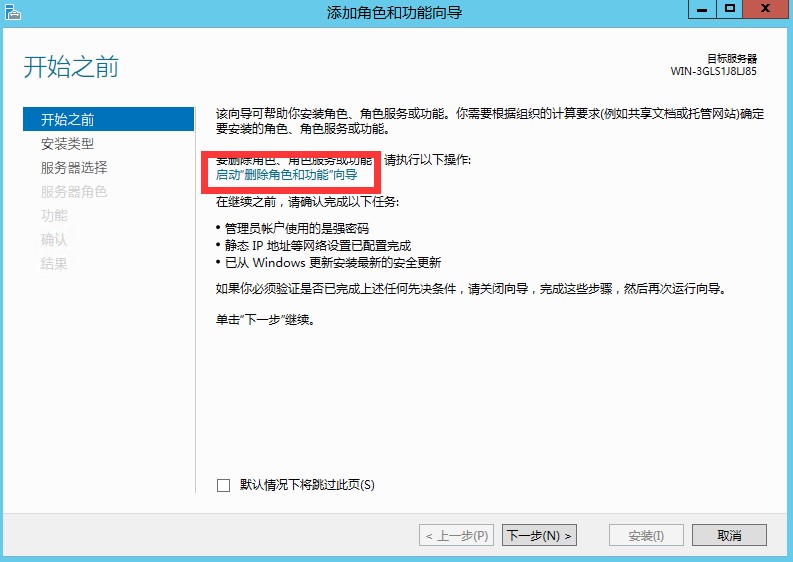 添加角色和功能向导
开始之前
目标服务器
WIN-3GLS1J8LJ85
开始之前
安装类型
服务器选择
服务器角色
功能
确认
结果
该向导可帮助你安装角色、角色服务或功能。你需要根据组织的计算要求(例如共享文档或托管网站)确定
要安装的角色、角色服务或功能。
要删除角色、角色服务或功能，请执行以下操作:
启动“删除角色和功能”向导
在继续之前，请确认完成以下任务:
• 管理员帐户使用的是强密码
• 静态 IP 地址等网络设置已配置完成
• 已从 Windows 更新安装最新的安全更新
如果你必须验证是否已完成上述任何先决条件，请关闭向导，完成这些步骤，然后再次运行向导。
单击“下一步”继续。
默认情况下将跳过此页(S)
< 上一步(P)
下一步(N) >
安装(I)
取消